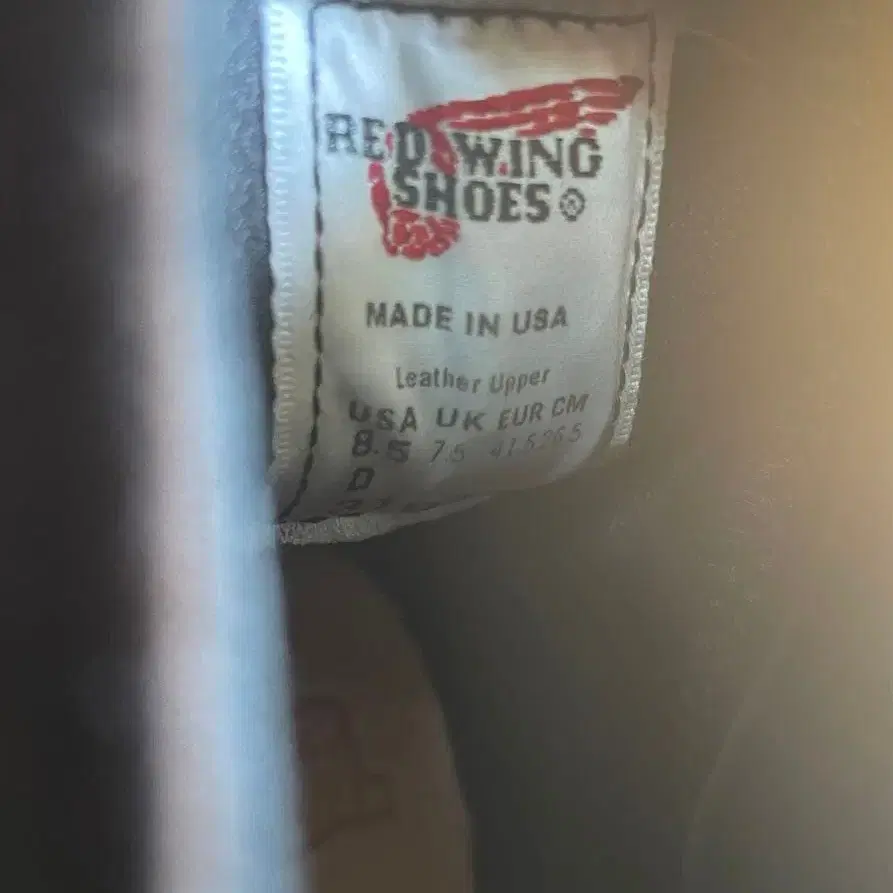 RED WING
SHOES®
MADE IN USA
Leather Upper
USA UK EUR CM
8.5 7.5 41.5 26.5
D